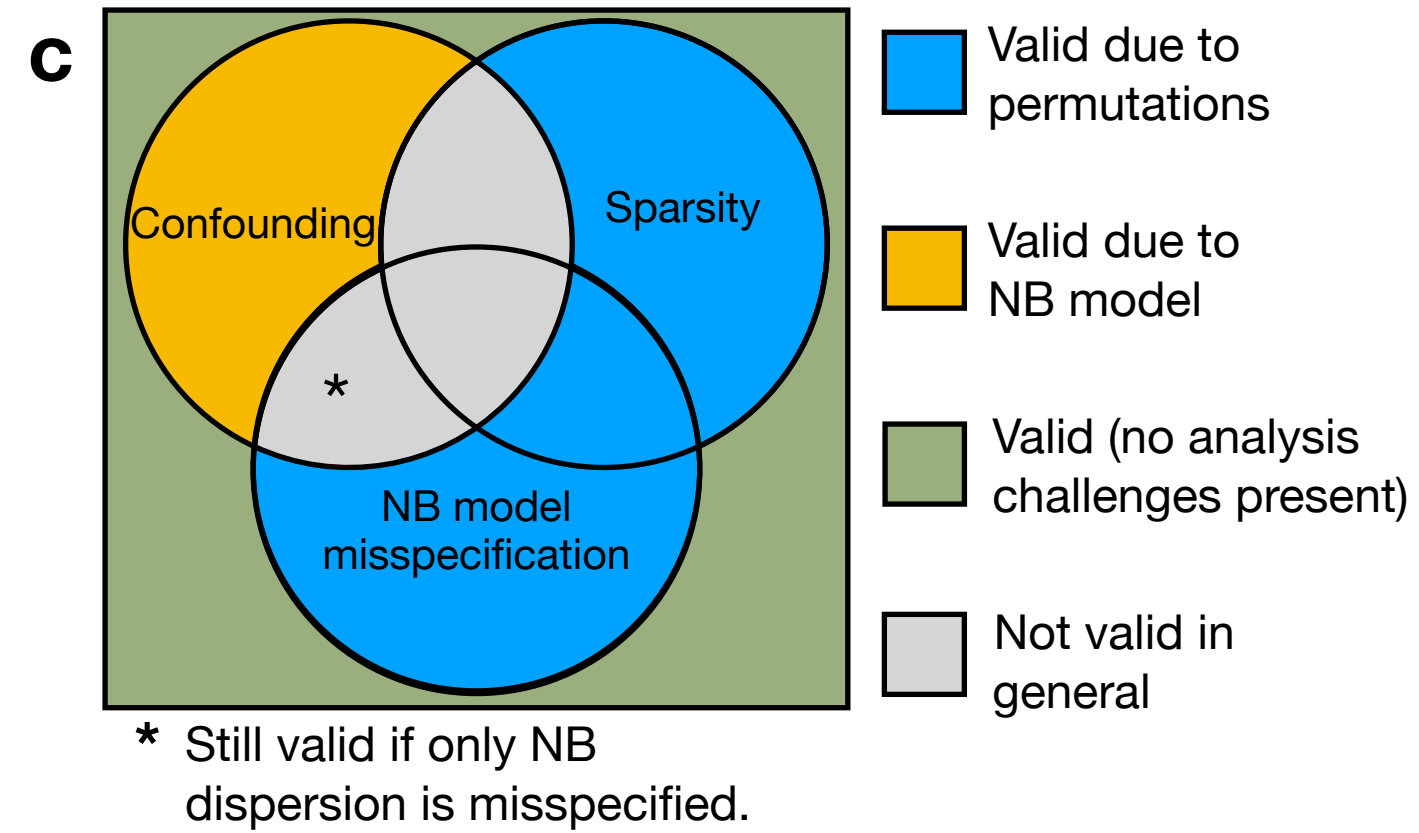 c
Confounding
Sparsity
*
NB model
misspecification
Valid due to
permutations
Valid due to
NB model
Valid (no analysis
challenges present)
Not valid in
general
* Still valid if only NB
dispersion is misspecified.